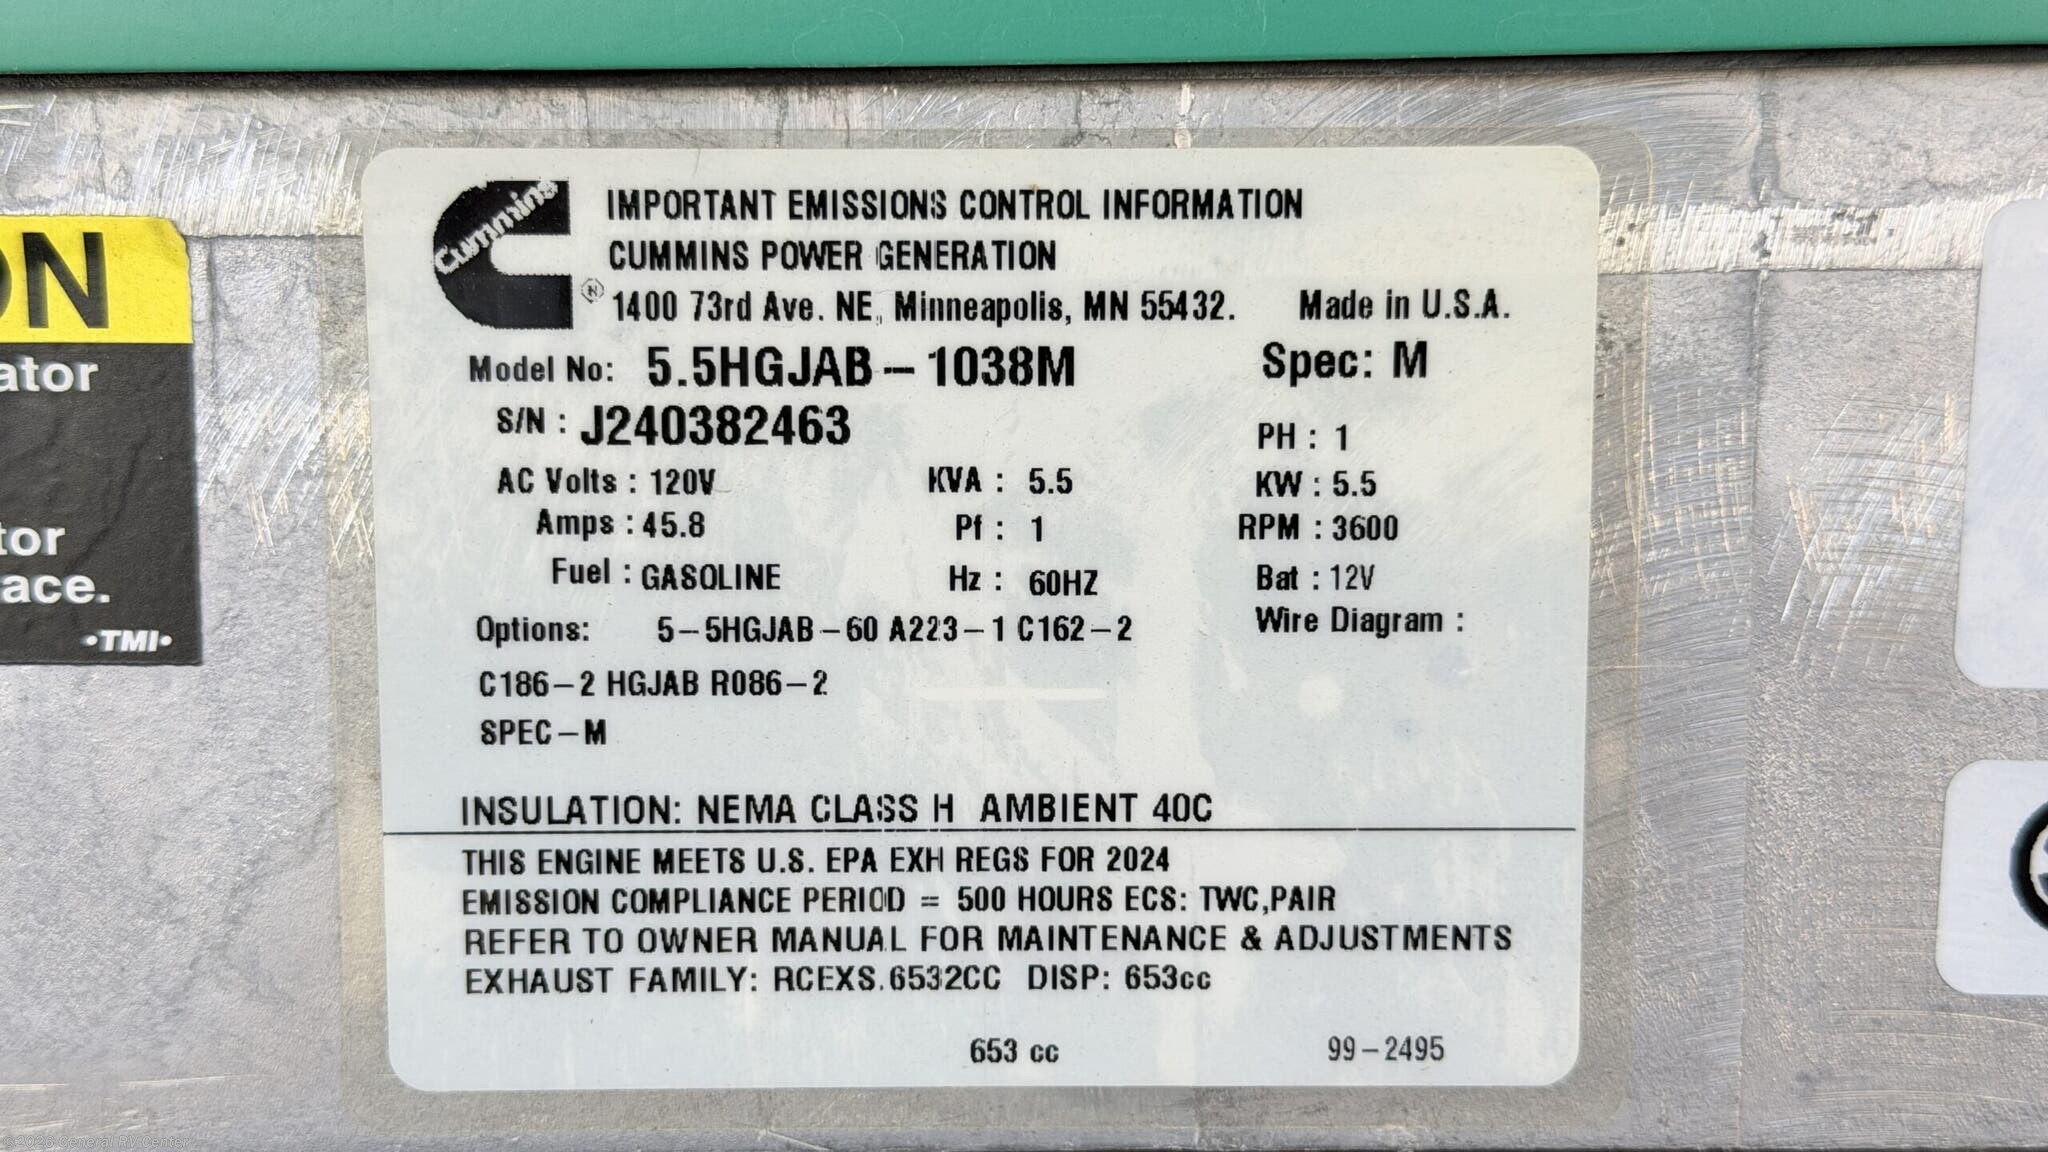 ON
ator
tor
ace.
•TMI•
Cummins
®
IMPORTANT EMISSIONS CONTROL INFORMATION
CUMMINS POWER GENERATION
1400 73rd Ave. NE, Minneapolis, MN 55432. Made in U.S.A.
Model No: 5.5HGJAB-1038M Spec: M
S/N : J240382463 PH : 1
AC Volts : 120V KVA : 5.5 KW : 5.5
Amps : 45.8 Pf : 1 RPM : 3600
Fuel : GASOLINE Hz : 60HZ Bat : 12V
Options: 5-5HGJAB-60 A223-1 C162-2 Wire Diagram :
C186-2 HGJAB R086-2
SPEC-M
INSULATION: NEMA CLASS H AMBIENT 40C
THIS ENGINE MEETS U.S. EPA EXH REGS FOR 2024
EMISSION COMPLIANCE PERIOD = 500 HOURS ECS: TWC,PAIR
REFER TO OWNER MANUAL FOR MAINTENANCE & ADJUSTMENTS
EXHAUST FAMILY: RCEXS.6532CC DISP: 653cc
653 cc 99-2495
General RV Center